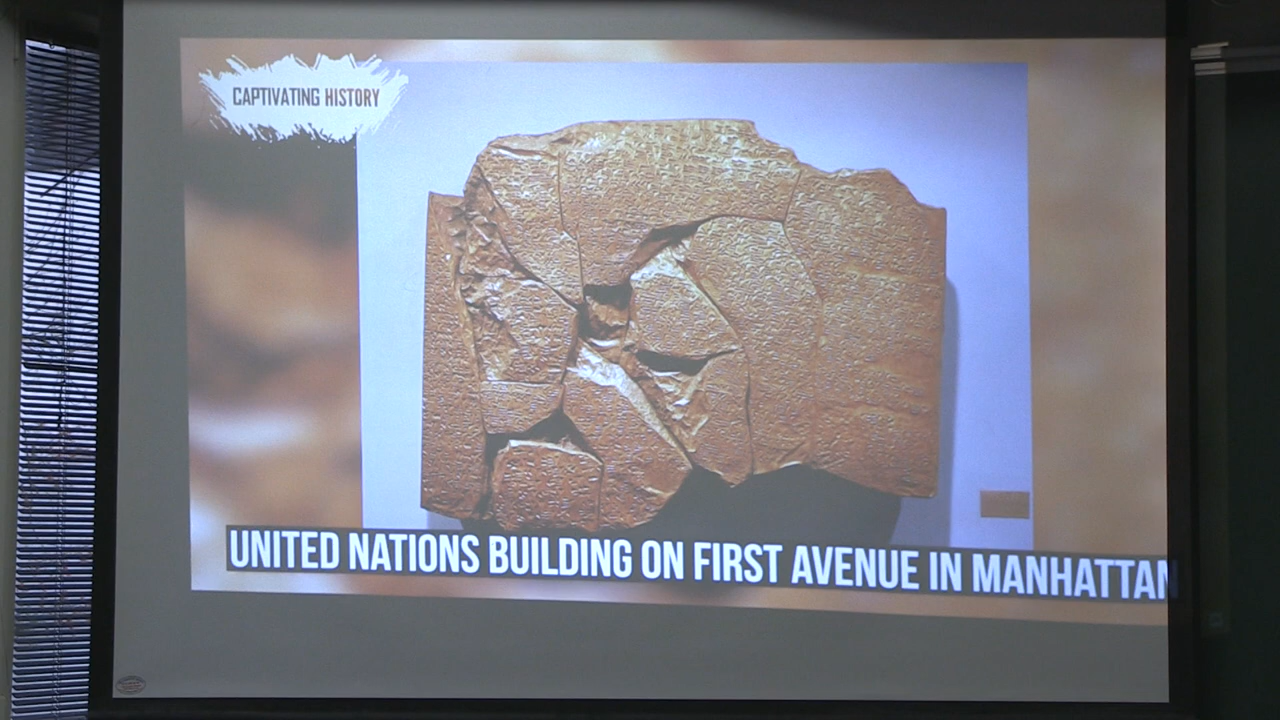 CAPTIVATING HISTORY
UNITED NATIONS BUILDING ON FIRST AVENUE IN MANHATTAN